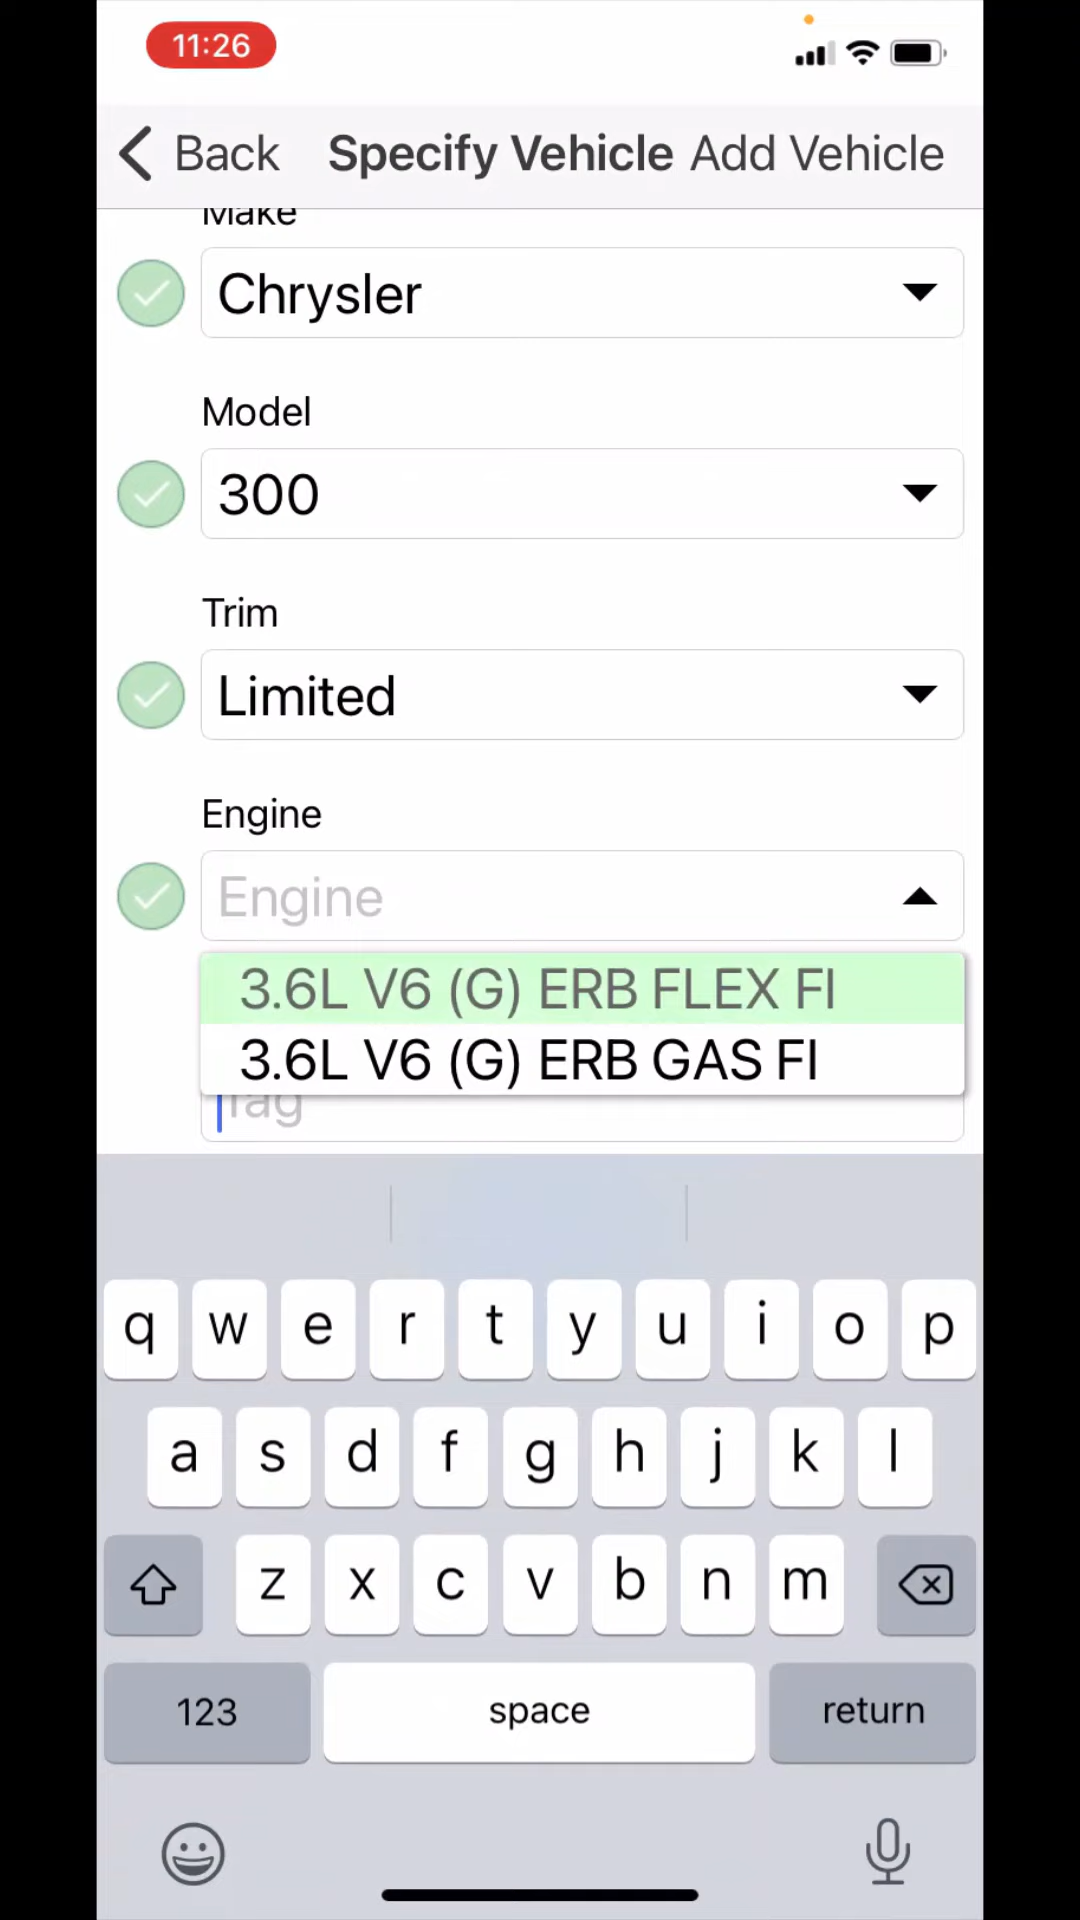 11:26
Back Specify Vehicle Add Vehicle
Make
Chrysler
Model
300
Trim
Limited
Engine
Engine
3.6L V6 (G) ERB FLEX FI
3.6L V6 (G) ERB GAS FI
Tag
q w e r t y u i o p
a s d f g h j k l
z x c v b n m
123 space return